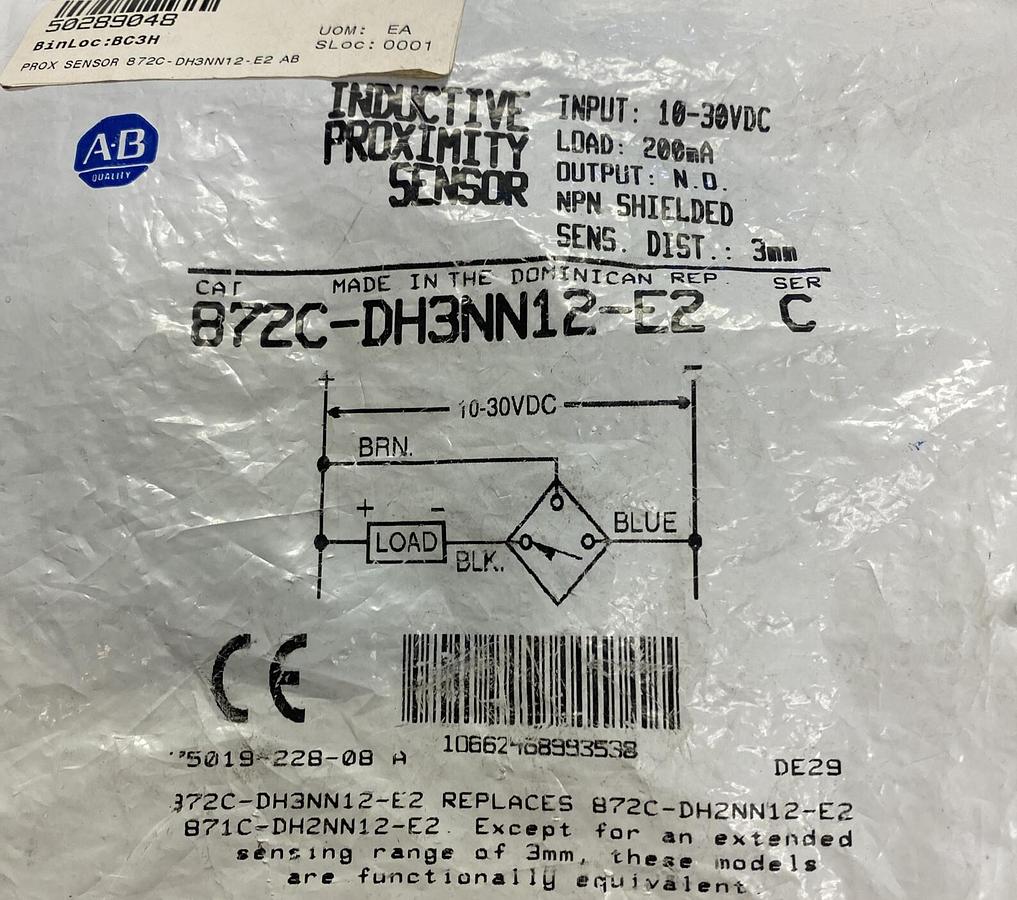 50289048
BinLoc:BC3H
UOM: EA
SLoc: 0001
PROX SENSOR 872C-DH3NN12-E2 AB
A·B
QUALITY
INDUCTIVE
PROXIMITY
SENSOR
INPUT: 10-30VDC
LOAD: 200mA
OUTPUT: N.O.
NPN SHIELDED
SENS. DIST.: 3mm
CAT MADE IN THE DOMINICAN REP. SER
872C-DH3NN12-E2 C
+ −
10-30VDC
BRN.
+ −
LOAD
BLK.
BLUE
CE
10662468993538
75019-228-08 A
DE29
872C-DH3NN12-E2 REPLACES 872C-DH2NN12-E2
871C-DH2NN12-E2. Except for an extended
sensing range of 3mm, these models
are functionally equivalent.